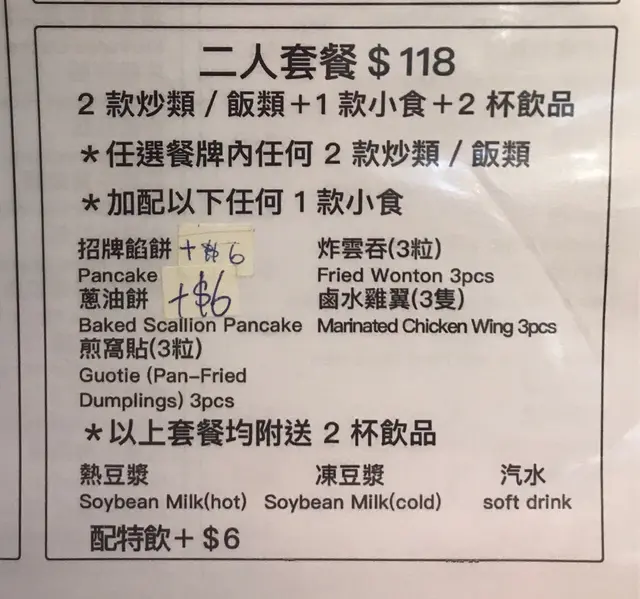 二人套餐 $ 118
2 款炒類 / 飯類＋1 款小食＋2 杯飲品
＊任選餐牌內任何 2 款炒類 / 飯類
＊加配以下任何 1 款小食
招牌餡餅 +$6 炸雲吞(3粒)
Pancake Fried Wonton 3pcs
蔥油餅 +$6 鹵水雞翼(3隻)
Baked Scallion Pancake Marinated Chicken Wing 3pcs
煎窩貼(3粒)
Guotie (Pan-Fried
Dumplings) 3pcs
＊以上套餐均附送 2 杯飲品
熱豆漿 凍豆漿 汽水
Soybean Milk(hot) Soybean Milk(cold) soft drink
配特飲＋$6